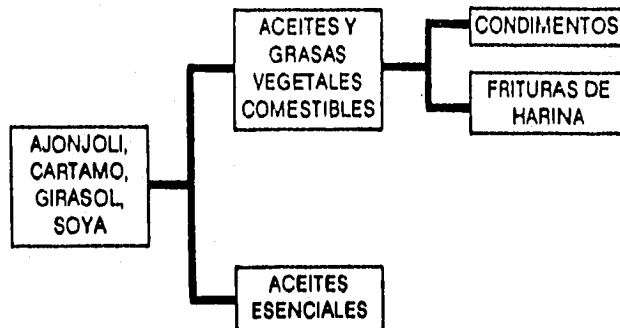 AJONJOLI,
CARTAMO,
GIRASOL,
SOYA
ACEITES Y
GRASAS
VEGETALES
COMESTIBLES
CONDIMENTOS
FRITURAS DE
HARINA
ACEITES
ESENCIALES